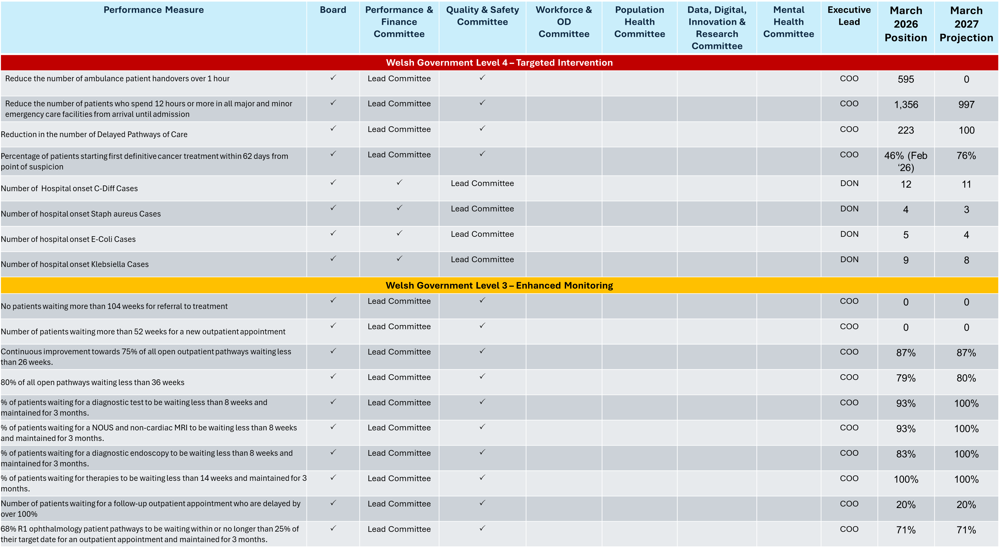 Performance Measure
Board
Performance &
Finance
Committee
Quality & Safety
Committee
Workforce &
OD
Committee
Population
Health
Committee
Data, Digital,
Innovation &
Research
Committee
Mental
Health
Committee
Executive
Lead
March
2026
Position
March
2027
Projection
Welsh Government Level 4 – Targeted Intervention
Reduce the number of ambulance patient handovers over 1 hour
✓
Lead Committee
✓
COO
595
0
Reduce the number of patients who spend 12 hours or more in all major and minor
emergency care facilities from arrival until admission
✓
Lead Committee
✓
COO
1,356
997
Reduction in the number of Delayed Pathways of Care
✓
Lead Committee
✓
COO
223
100
Percentage of patients starting first definitive cancer treatment within 62 days from
point of suspicion
✓
Lead Committee
✓
COO
46% (Feb
‘26)
76%
Number of  Hospital onset C-Diff Cases
✓
✓
Lead Committee
DON
12
11
Number of hospital onset Staph aureus Cases
✓
✓
Lead Committee
DON
4
3
Number of hospital onset E-Coli Cases
✓
✓
Lead Committee
DON
5
4
Number of hospital onset Klebsiella Cases
✓
✓
Lead Committee
DON
9
8
Welsh Government Level 3 – Enhanced Monitoring
No patients waiting more than 104 weeks for referral to treatment
✓
Lead Committee
✓
COO
0
0
Number of patients waiting more than 52 weeks for a new outpatient appointment
✓
Lead Committee
✓
COO
0
0
Continuous improvement towards 75% of all open outpatient pathways waiting less
than 26 weeks.
✓
Lead Committee
✓
COO
87%
87%
80% of all open pathways waiting less than 36 weeks
✓
Lead Committee
✓
COO
79%
80%
% of patients waiting for a diagnostic test to be waiting less than 8 weeks and
maintained for 3 months.
✓
Lead Committee
✓
COO
93%
100%
% of patients waiting for a NOUS and non-cardiac MRI to be waiting less than 8 weeks
and maintained for 3 months.
✓
Lead Committee
✓
COO
93%
100%
% of patients waiting for a diagnostic endoscopy to be waiting less than 8 weeks and
maintained for 3 months.
✓
Lead Committee
✓
COO
83%
100%
% of patients waiting for therapies to be waiting less than 14 weeks and maintained for 3
months.
✓
Lead Committee
✓
COO
100%
100%
Number of patients waiting for a follow-up outpatient appointment who are delayed by
over 100%
✓
Lead Committee
✓
COO
20%
20%
68% R1 ophthalmology patient pathways to be waiting within or no longer than 25% of
their target date for an outpatient appointment and maintained for 3 months.
✓
Lead Committee
✓
COO
71%
71%